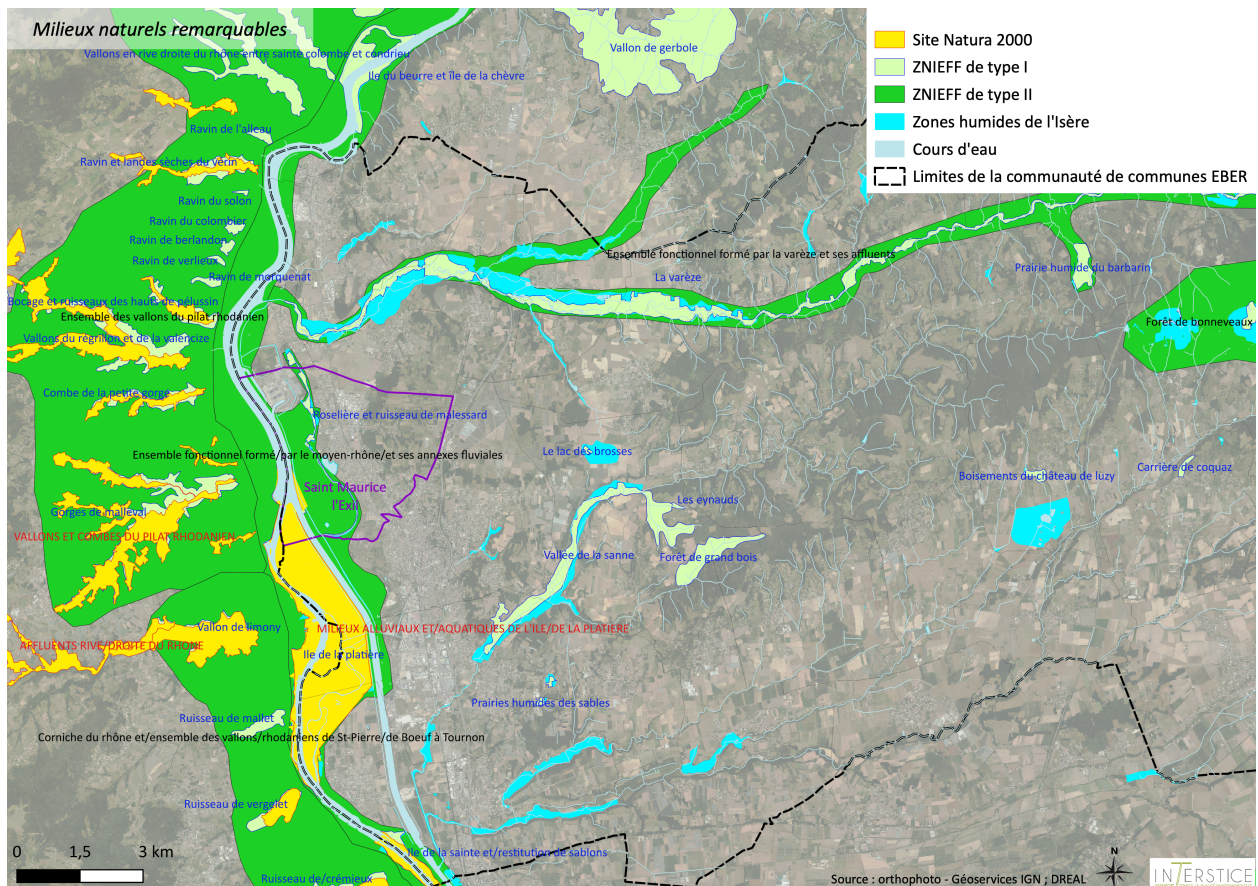 Milieux naturels remarquables
Vallons en rive droite du rhône entre sainte colombe et condrieu
Vallon de gerbole
Ile du beurre et île de la chèvre
Site Natura 2000
ZNIEFF de type I
ZNIEFF de type II
Zones humides de l'Isère
Cours d'eau
Limites de la communauté de communes EBER
Ravin de l'alleau
Ravin et landes sèches du vérin
Ravin du solon
Ravin du colombier
Ravin de berlandon
Ravin de verlieux
Ravin de morquenat
Ensemble fonctionnel formé par la varèze et ses affluents
La varèze
Prairie humide du barbarin
Bocage et ruisseaux des hauts de pélussin
Ensemble des vallons du pilat rhodanien
Forêt de bonneveaux
Vallons du régrillon et de la valencize
Combe de la petite gorge
Roselière et ruisseau de malessard
Ensemble fonctionnel formé/par le moyen-rhône/et ses annexes fluviales
Le lac des brosses
Carrière de coquaz
Boisements du château de luzy
Saint Maurice
l'Exil
Les eynauds
Gorges de malleval
VALLONS ET COMBES DU PILAT RHODANIEN
Vallée de la sanne
Forêt de grand bois
Vallon de limony
MILIEUX ALLUVIAUX ET/AQUATIQUES DE L'ILE/DE LA PLATIERE
AFFLUENTS RIVE/DROITE DU RHONE
Ile de la platière
Prairies humides des sables
Ruisseau de mallet
Corniche du rhône et/ensemble des vallons/rhodaniens de St-Pierre/de Boeuf à Tournon
Ruisseau de vergelet
Ile de la sainte et/restitution de sablons
0 1,5 3 km
Ruisseau de/crémieux
N
Source : orthophoto - Géoservices IGN ; DREAL
INTERSTICE